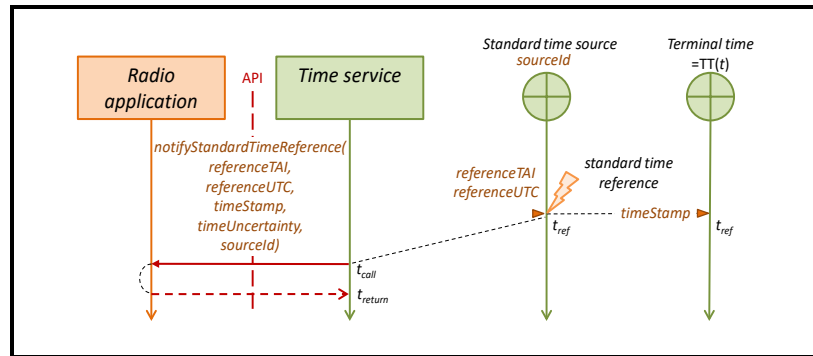 Radio
application
API
Time service
Standard time source
sourceId
Terminal time
=TT(t)
notifyStandardTimeReference(
referenceTAI,
referenceUTC,
timeStamp,
timeUncertainty,
sourceId)
referenceTAI
referenceUTC
standard time
reference
timeStamp
tref
tref
tcall
treturn